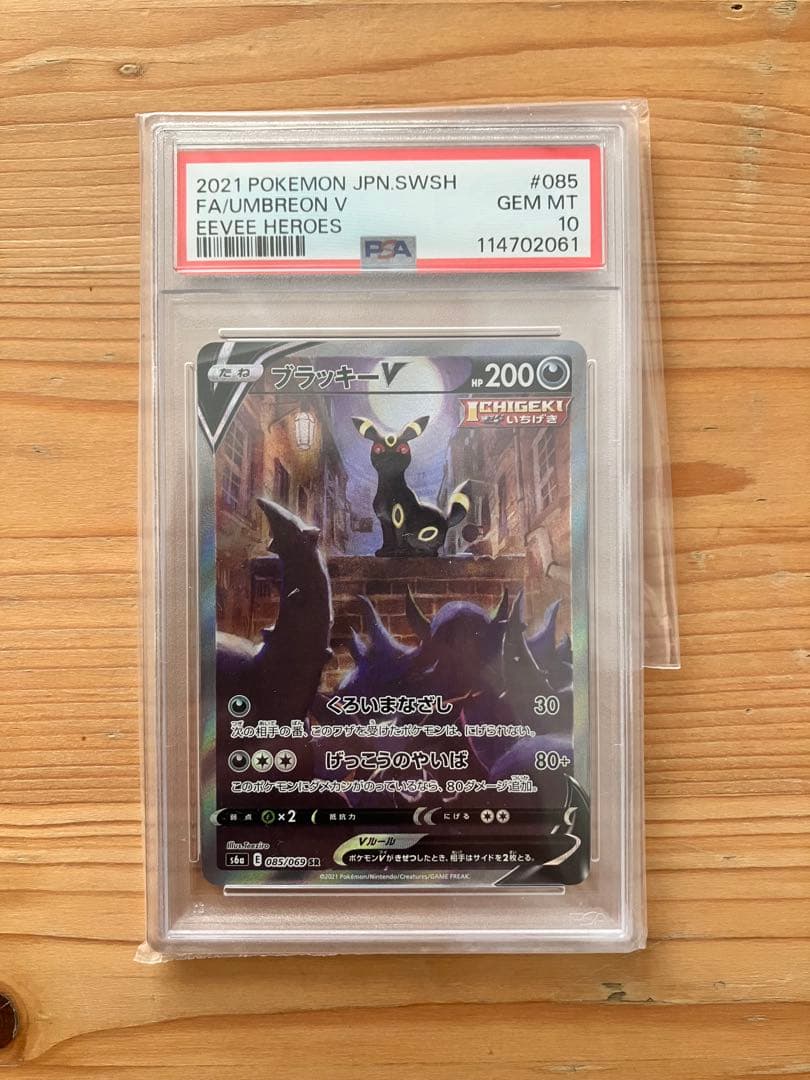 2021 POKEMON JPN.SWSH #085
FA/UMBREON V GEM MT
EEVEE HEROES 10
PSA 114702061
たね ブラッキーV HP 200
ICHIGEKI
いちげき
くろいまなざし 30
次の相手の番、このワザを受けたポケモンは、にげられない。
げっこうのやいば 80+
このポケモンにダメカンがのっているなら、80ダメージ追加。
弱点 ×2 抵抗力 にげる
Illus.Teeziro
Vルール
ポケモンVがきぜつしたとき、相手はサイドを2枚とる。
s6a E 085/069 SR
©2021 Pokémon/Nintendo/Creatures/GAME FREAK.